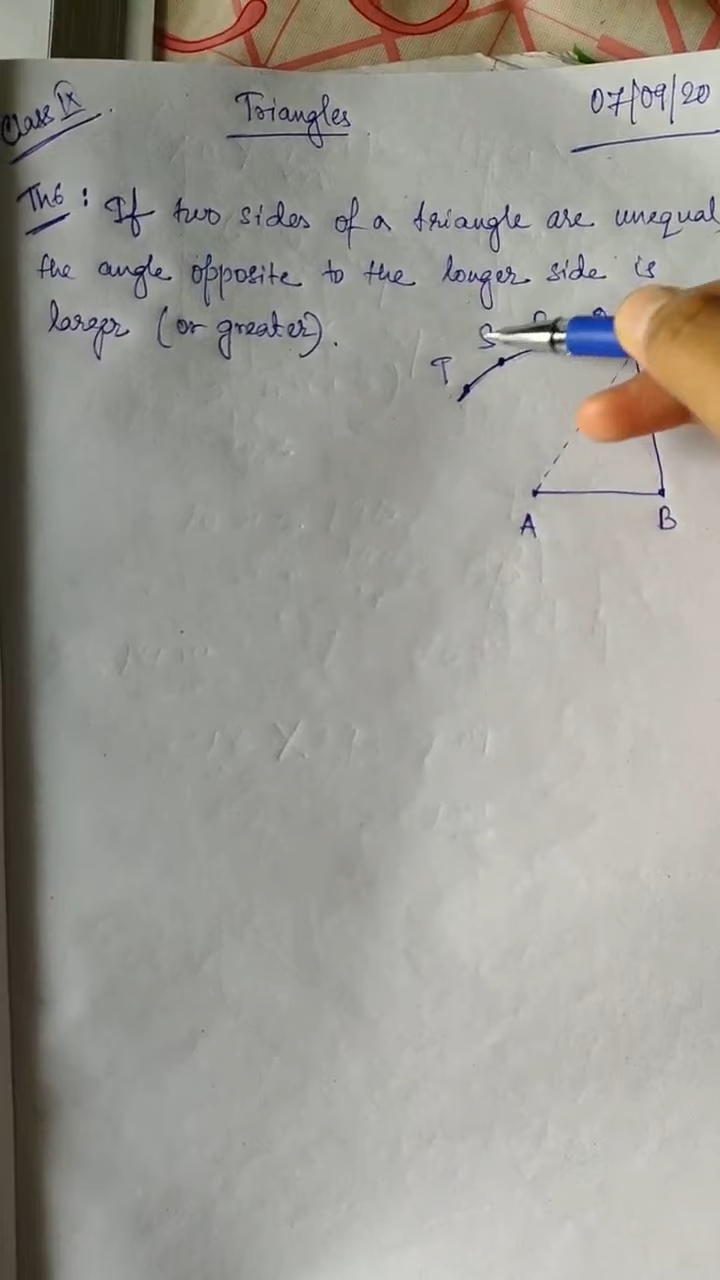 Class IX.
Triangles
07/09/20
Th6: If two sides of a triangle are unequal,
the angle opposite to the longer side is
larger (or greater).
S
T
A
B